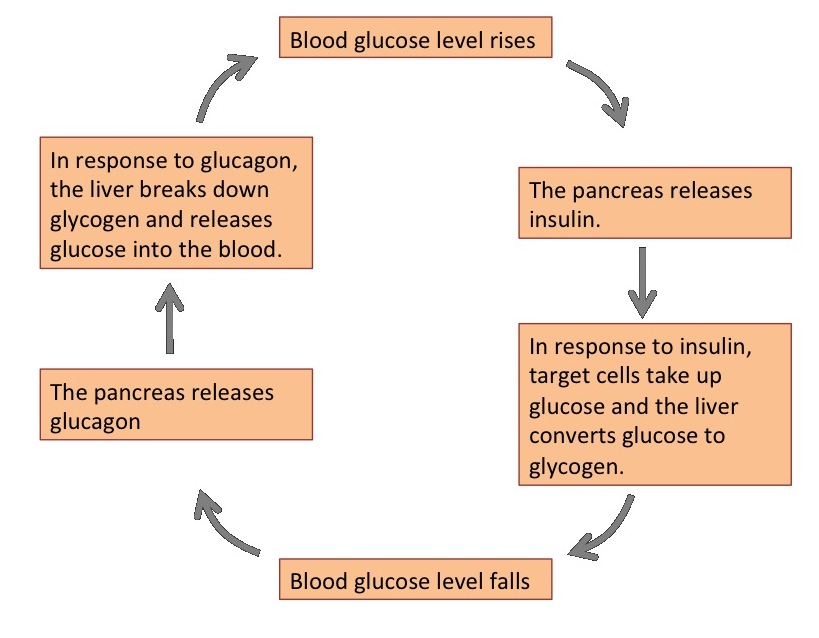 Blood glucose level rises
The pancreas releases
insulin.
In response to insulin,
target cells take up
glucose and the liver
converts glucose to
glycogen.
Blood glucose level falls
The pancreas releases
glucagon
In response to glucagon,
the liver breaks down
glycogen and releases
glucose into the blood.